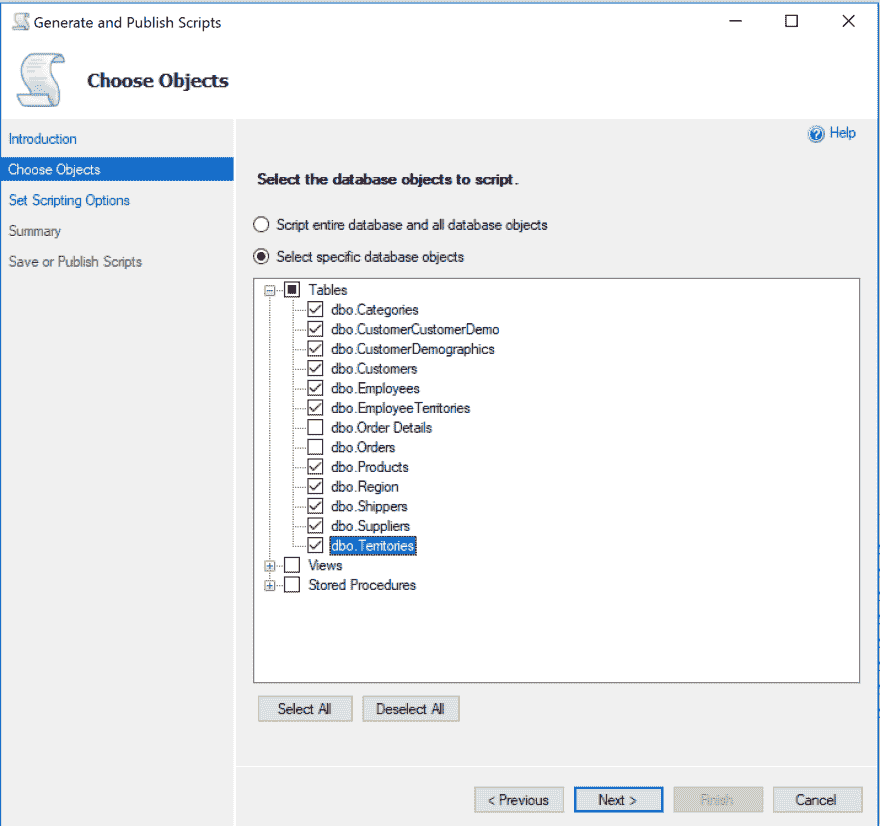 Generate and Publish Scripts
Choose Objects
Introduction
Choose Objects
Set Scripting Options
Summary
Save or Publish Scripts
Help
Select the database objects to script.
Script entire database and all database objects
Select specific database objects
Tables
dbo.Categories
dbo.CustomerCustomerDemo
dbo.CustomerDemographics
dbo.Customers
dbo.Employees
dbo.EmployeeTerritories
dbo.Order Details
dbo.Orders
dbo.Products
dbo.Region
dbo.Shippers
dbo.Suppliers
dbo.Territories
Views
Stored Procedures
Select All Deselect All
< Previous Next > Finish Cancel